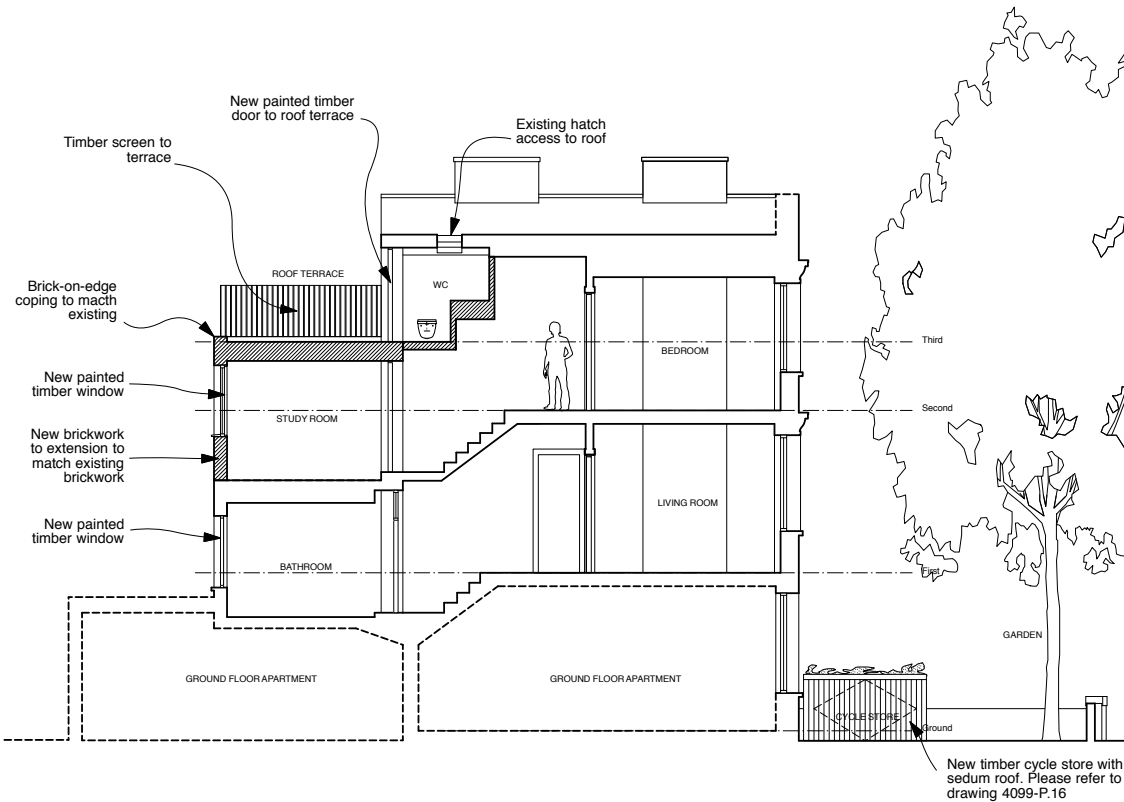 New painted timber
door to roof terrace
Existing hatch
access to roof
Timber screen to
terrace
ROOF TERRACE
WC
Brick-on-edge
coping to macth
existing
Third
BEDROOM
New painted
timber window
Second
STUDY ROOM
New brickwork
to extension to
match existing
brickwork
LIVING ROOM
New painted
timber window
BATHROOM
First
GARDEN
GROUND FLOOR APARTMENT
GROUND FLOOR APARTMENT
CYCLE STORE
Ground
New timber cycle store with
sedum roof. Please refer to
drawing 4099-P.16